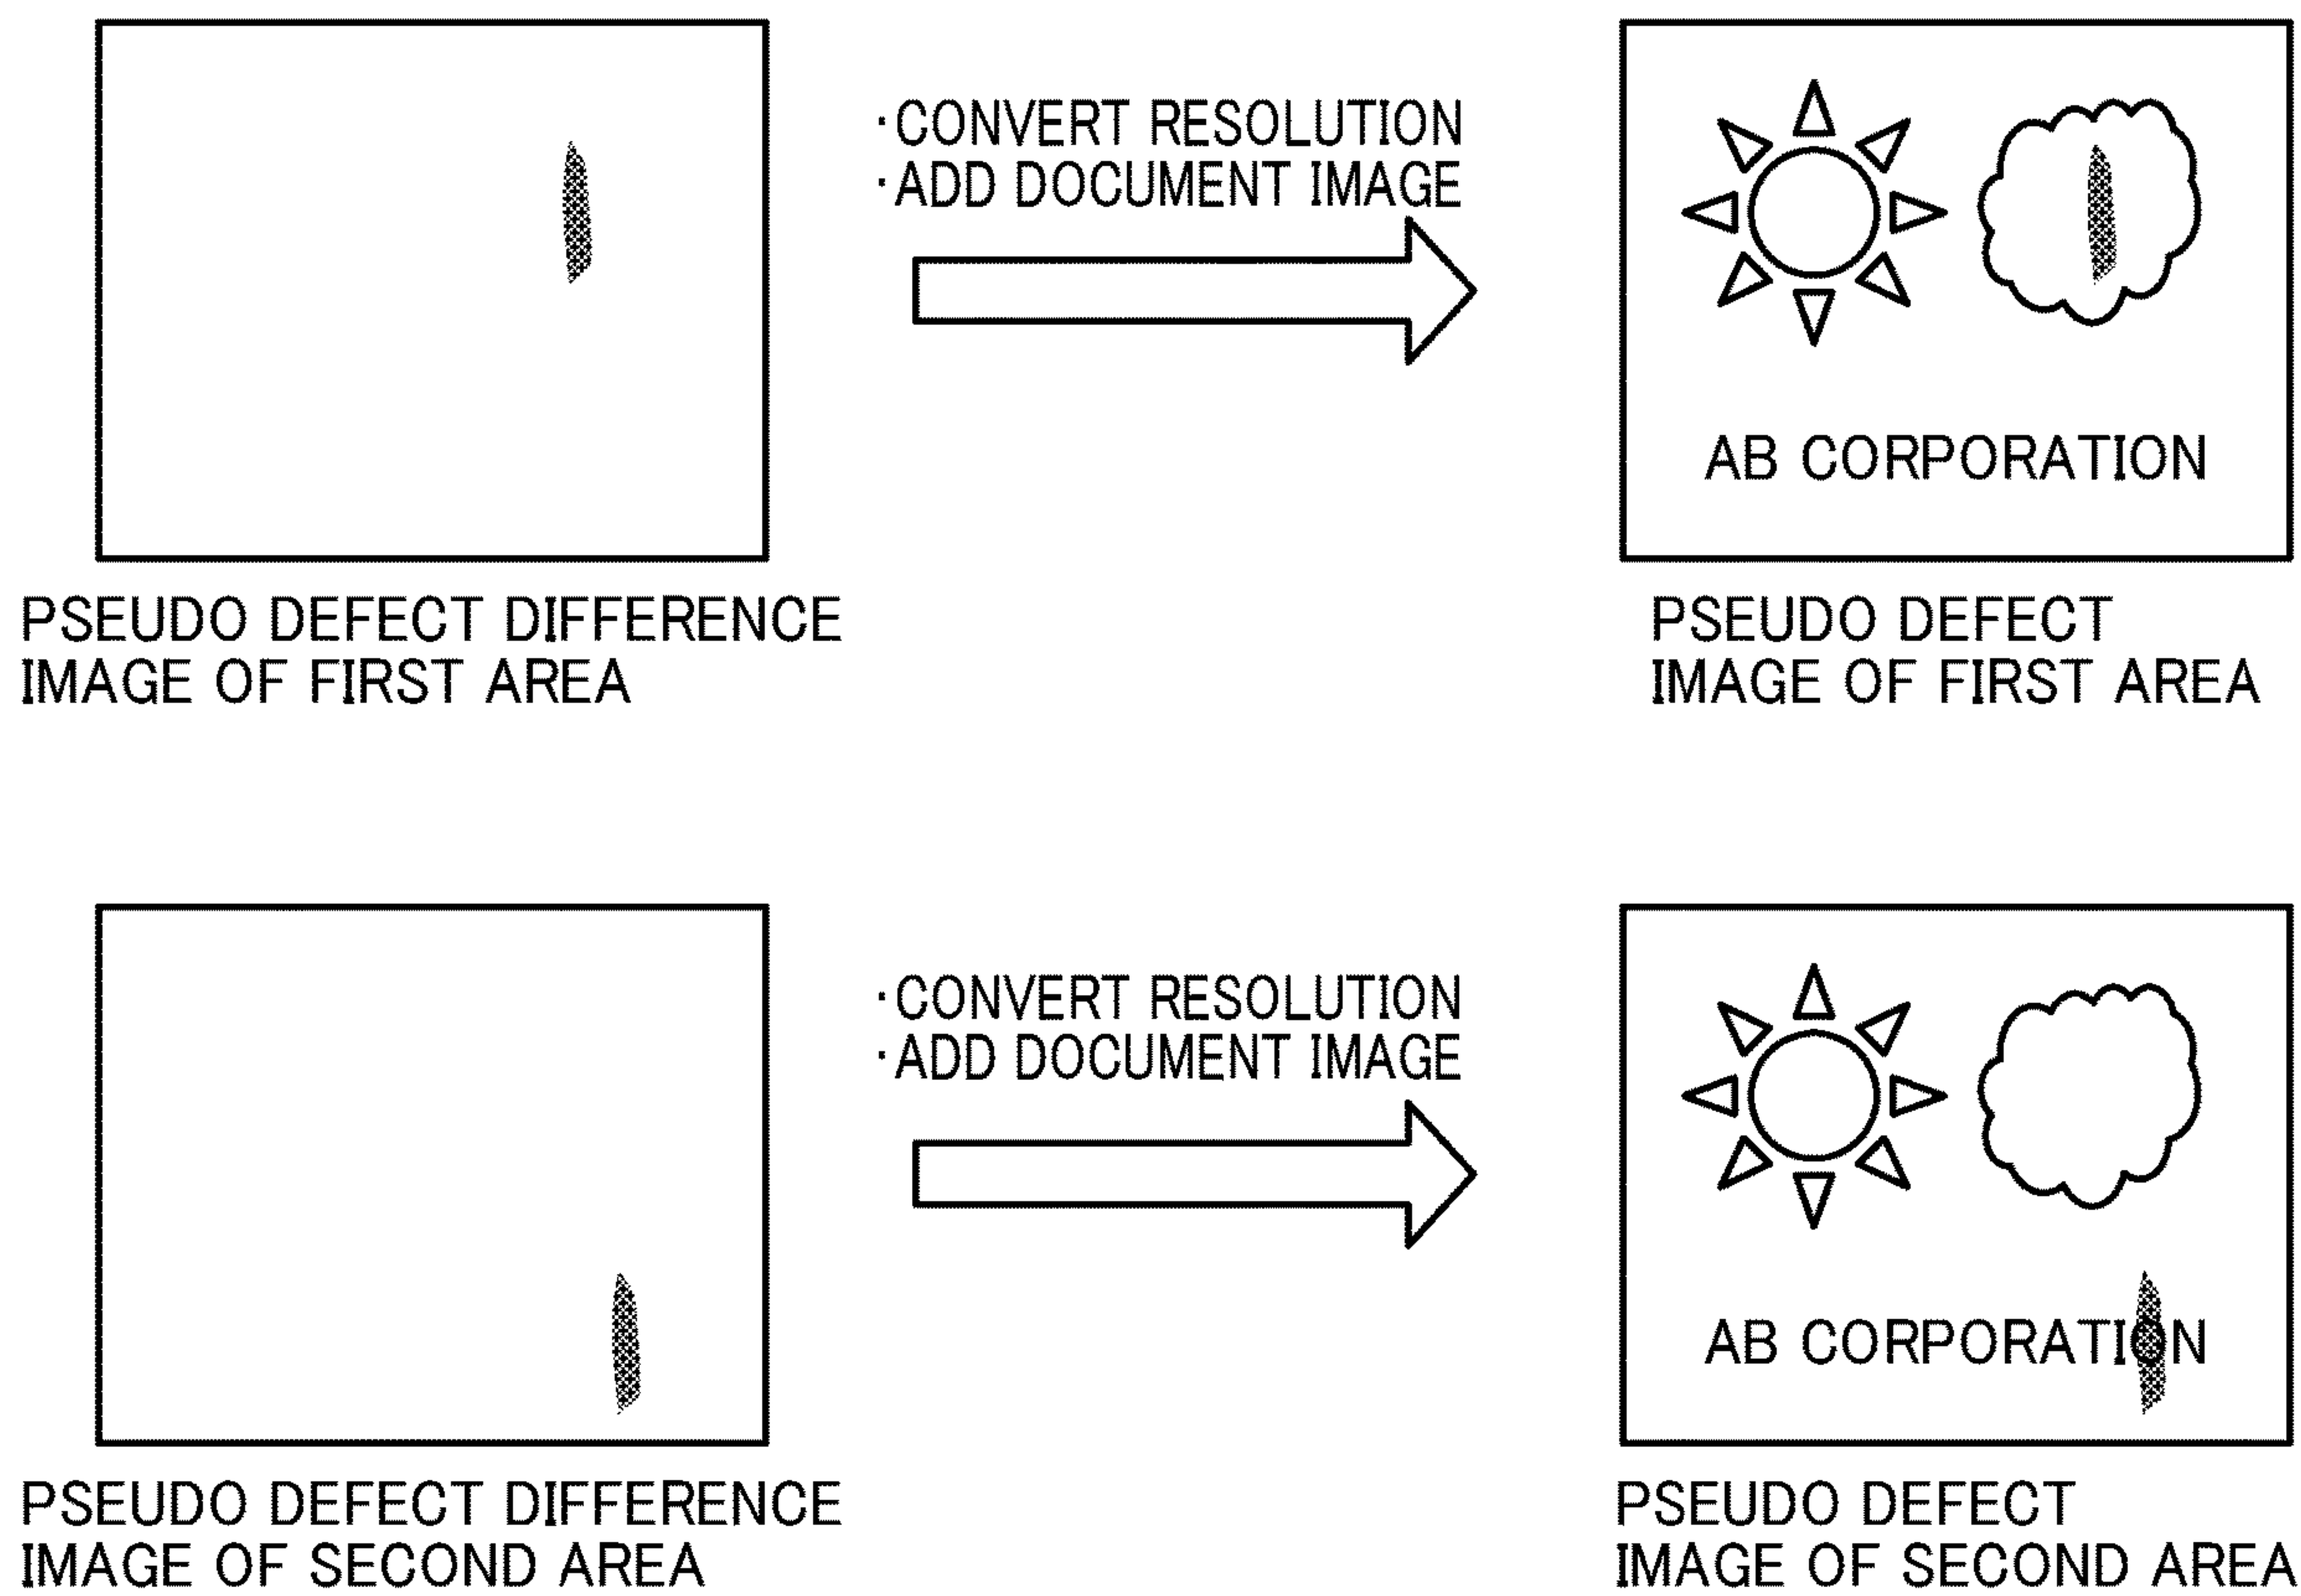 ・CONVERT RESOLUTION
・ADD DOCUMENT IMAGE
AB CORPORATION
PSEUDO DEFECT DIFFERENCE
IMAGE OF FIRST AREA
PSEUDO DEFECT
IMAGE OF FIRST AREA
・CONVERT RESOLUTION
・ADD DOCUMENT IMAGE
AB CORPORATION
PSEUDO DEFECT DIFFERENCE
IMAGE OF SECOND AREA
PSEUDO DEFECT
IMAGE OF SECOND AREA